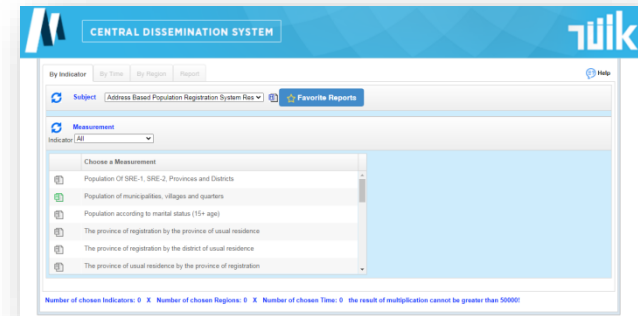 CENTRAL DISSEMINATION SYSTEM
TÜİK
By Indicator By Time By Region Report Help
Subject Address Based Population Registration System Res Favorite Reports
Measurement
Indicator All
Choose a Measurement
Population Of SRE-1, SRE-2, Provinces and Districts
Population of municipalities, villages and quarters
Population according to marital status (15+ age)
The province of registration by the province of usual residence
The province of registration by the district of usual residence
The province of usual residence by the province of registration
Number of chosen Indicators: 0 X Number of chosen Regions: 0 X Number of chosen Time: 0 the result of multiplication cannot be greater than 50000!